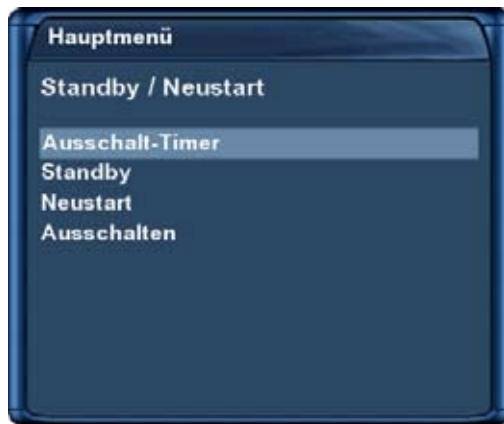 Hauptmenü
Standby / Neustart
Ausschalt-Timer
Standby
Neustart
Ausschalten